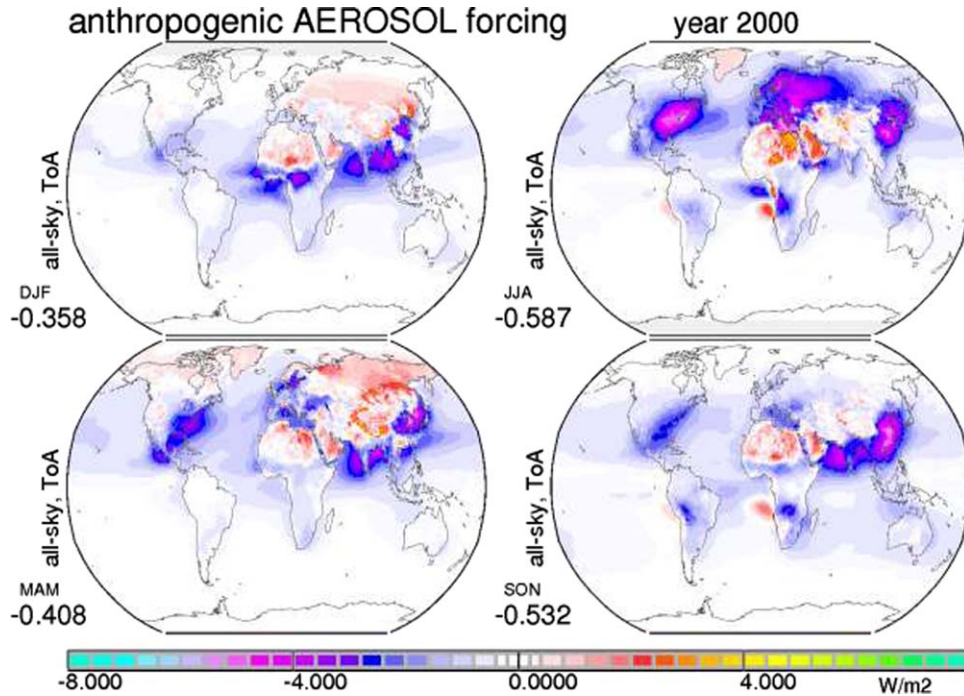 anthropogenic AEROSOL forcing year 2000
all-sky, ToA
DJF
-0.358
all-sky, ToA
JJA
-0.587
all-sky, ToA
MAM
-0.408
all-sky, ToA
SON
-0.532
-8.000 -4.000 0.0000 4.000 W/m2